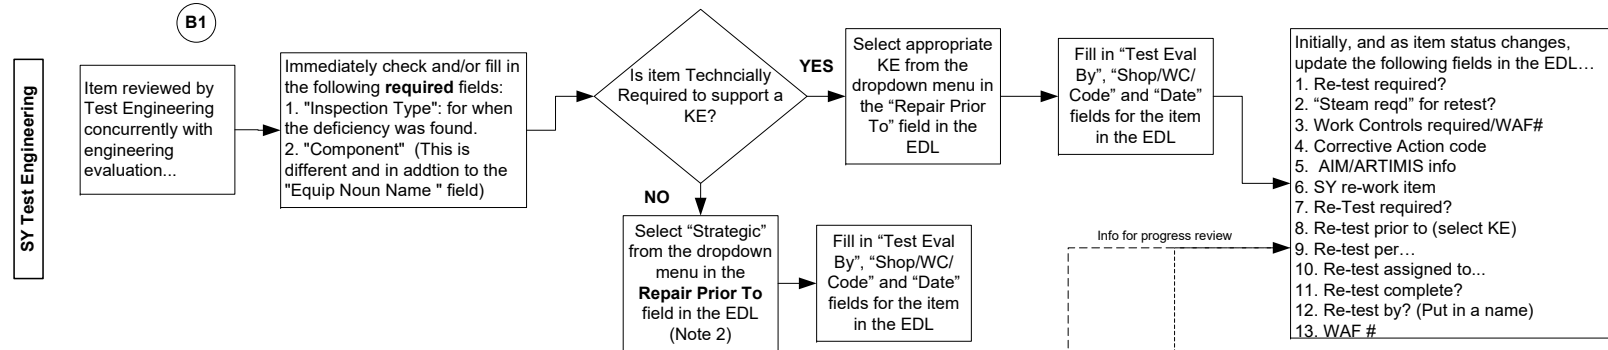 B1
SY Test Engineering
Item reviewed by
Test Engineering
concurrently with
engineering
evaluation...
Immediately check and/or fill in
the following required fields:
1. "Inspection Type": for when
the deficiency was found.
2. "Component"  (This is
different and in addtion to the
"Equip Noun Name " field)
Is item Techncially
Required to support a
KE?
YES
Select appropriate
KE from the
dropdown menu in
the “Repair Prior
To” field in the
EDL
Fill in “Test Eval
By”, “Shop/WC/
Code” and “Date”
fields for the item
in the EDL
NO
Select “Strategic”
from the dropdown
menu in the
Repair Prior To
field in the EDL
(Note 2)
Fill in “Test Eval
By”, “Shop/WC/
Code” and “Date”
fields for the item
in the EDL
Info for progress review
Initially, and as item status changes,
update the following fields in the EDL…
1. Re-test required?
2. “Steam reqd” for retest?
3. Work Controls required/WAF#
4. Corrective Action code
5.  AIM/ARTIMIS info
6. SY re-work item
7. Re-Test required?
8. Re-test prior to (select KE)
9. Re-test per…
10. Re-test assigned to...
11. Re-test complete?
12. Re-test by? (Put in a name)
13. WAF #